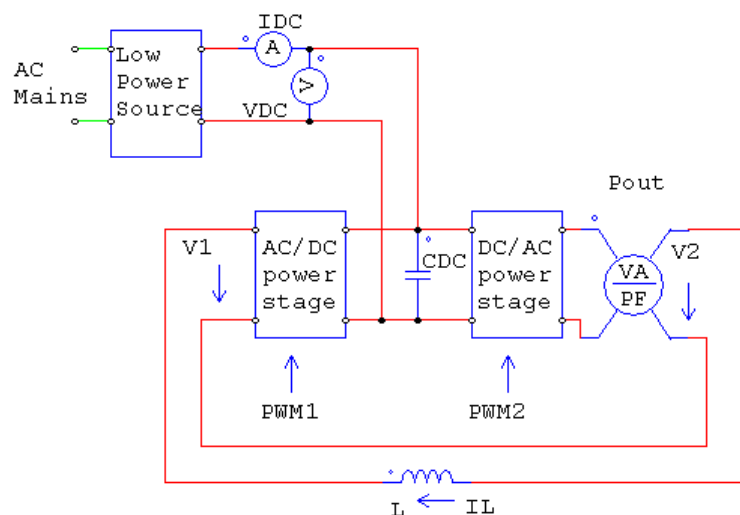 IDC
A
Low
Power
Source
AC
Mains
V
VDC
Pout
AC/DC
power
stage
CDC
DC/AC
power
stage
VA
PF
V1
V2
PWM1
PWM2
L
IL